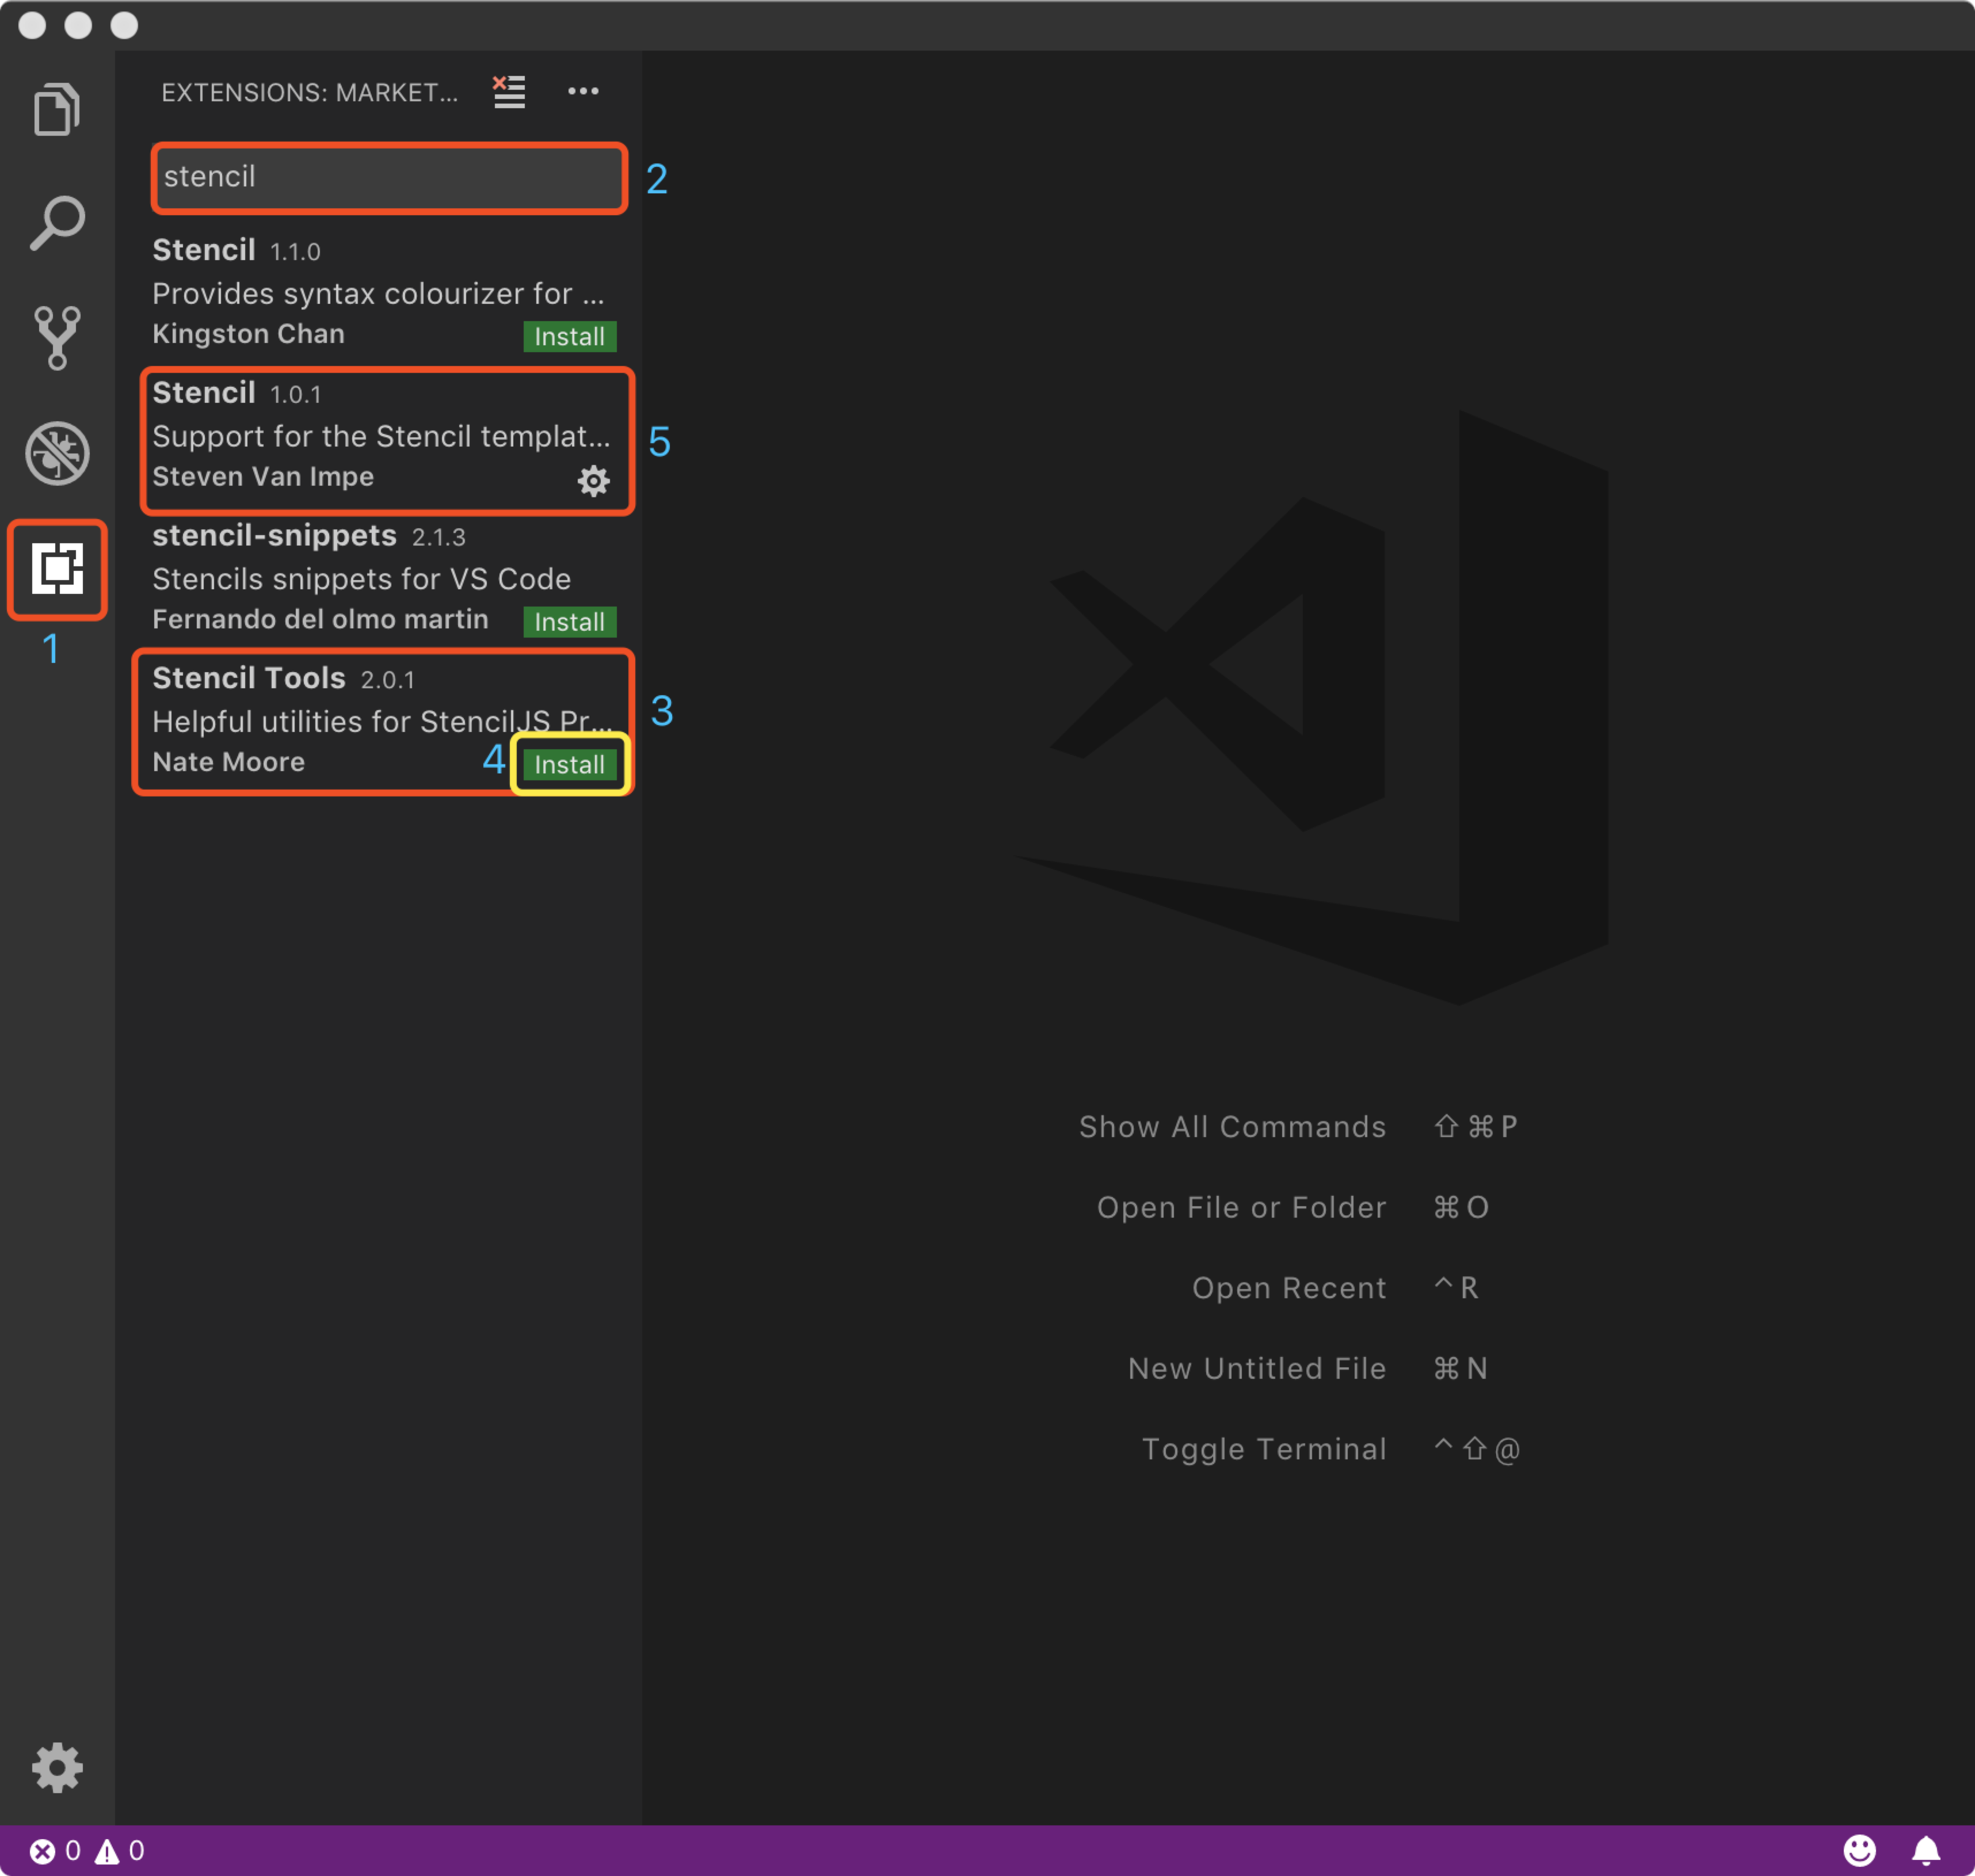 EXTENSIONS: MARKET...
stencil
2
Stencil 1.1.0
Provides syntax colourizer for ...
Kingston Chan Install
Stencil 1.0.1
Support for the Stencil templat...
5
Steven Van Impe
stencil-snippets 2.1.3
Stencils snippets for VS Code
Fernando del olmo martin Install
1
Stencil Tools 2.0.1
Helpful utilities for StencilJS Pr...
3
Nate Moore 4 Install
Show All Commands ⇧⌘P
Open File or Folder ⌘O
Open Recent ^R
New Untitled File ⌘N
Toggle Terminal ^⇧@
0 0